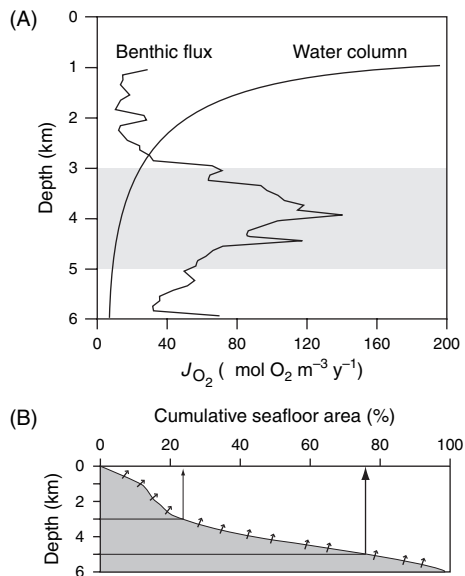 (A)
0
1
2
3
4
5
6
Depth (km)
Benthic flux
Water column
0 40 80 120 160 200
J O2 ( mol O2 m−3 y−1)
(B)
Cumulative seafloor area (%)
0 20 40 60 80 100
0
2
4
6
Depth (km)